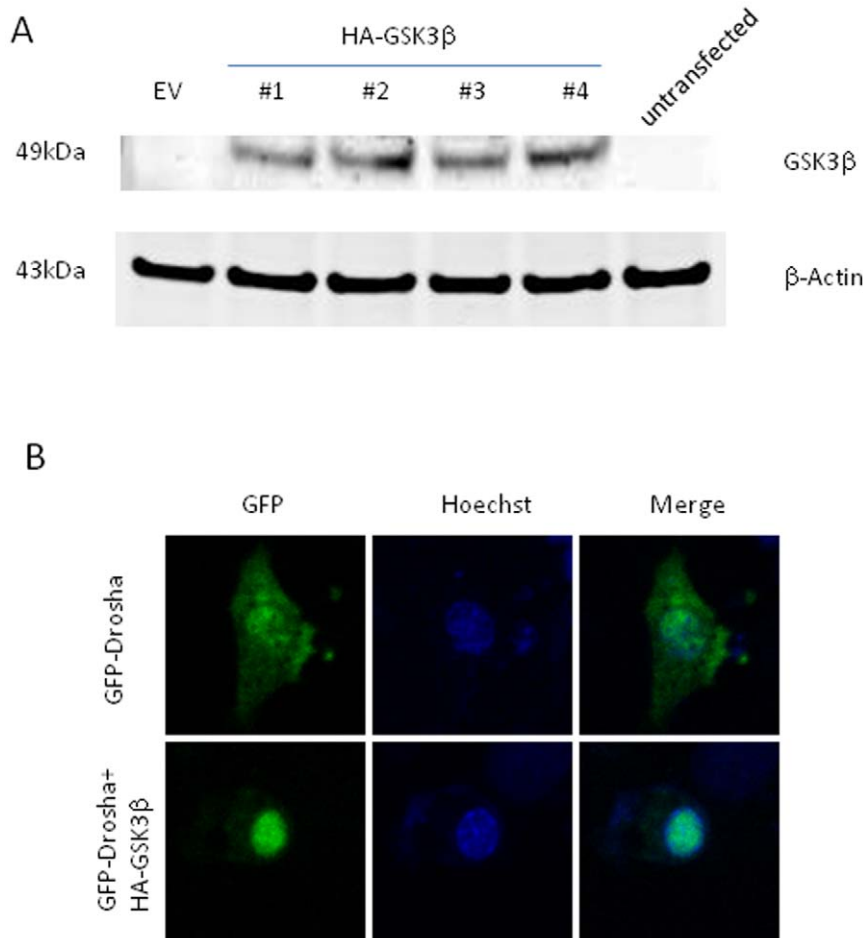 A
HA-GSK3β
EV #1 #2 #3 #4 untransfected
49kDa GSK3β
43kDa β-Actin
B
GFP Hoechst Merge
GFP-Drosha
GFP-Drosha+
HA-GSK3β